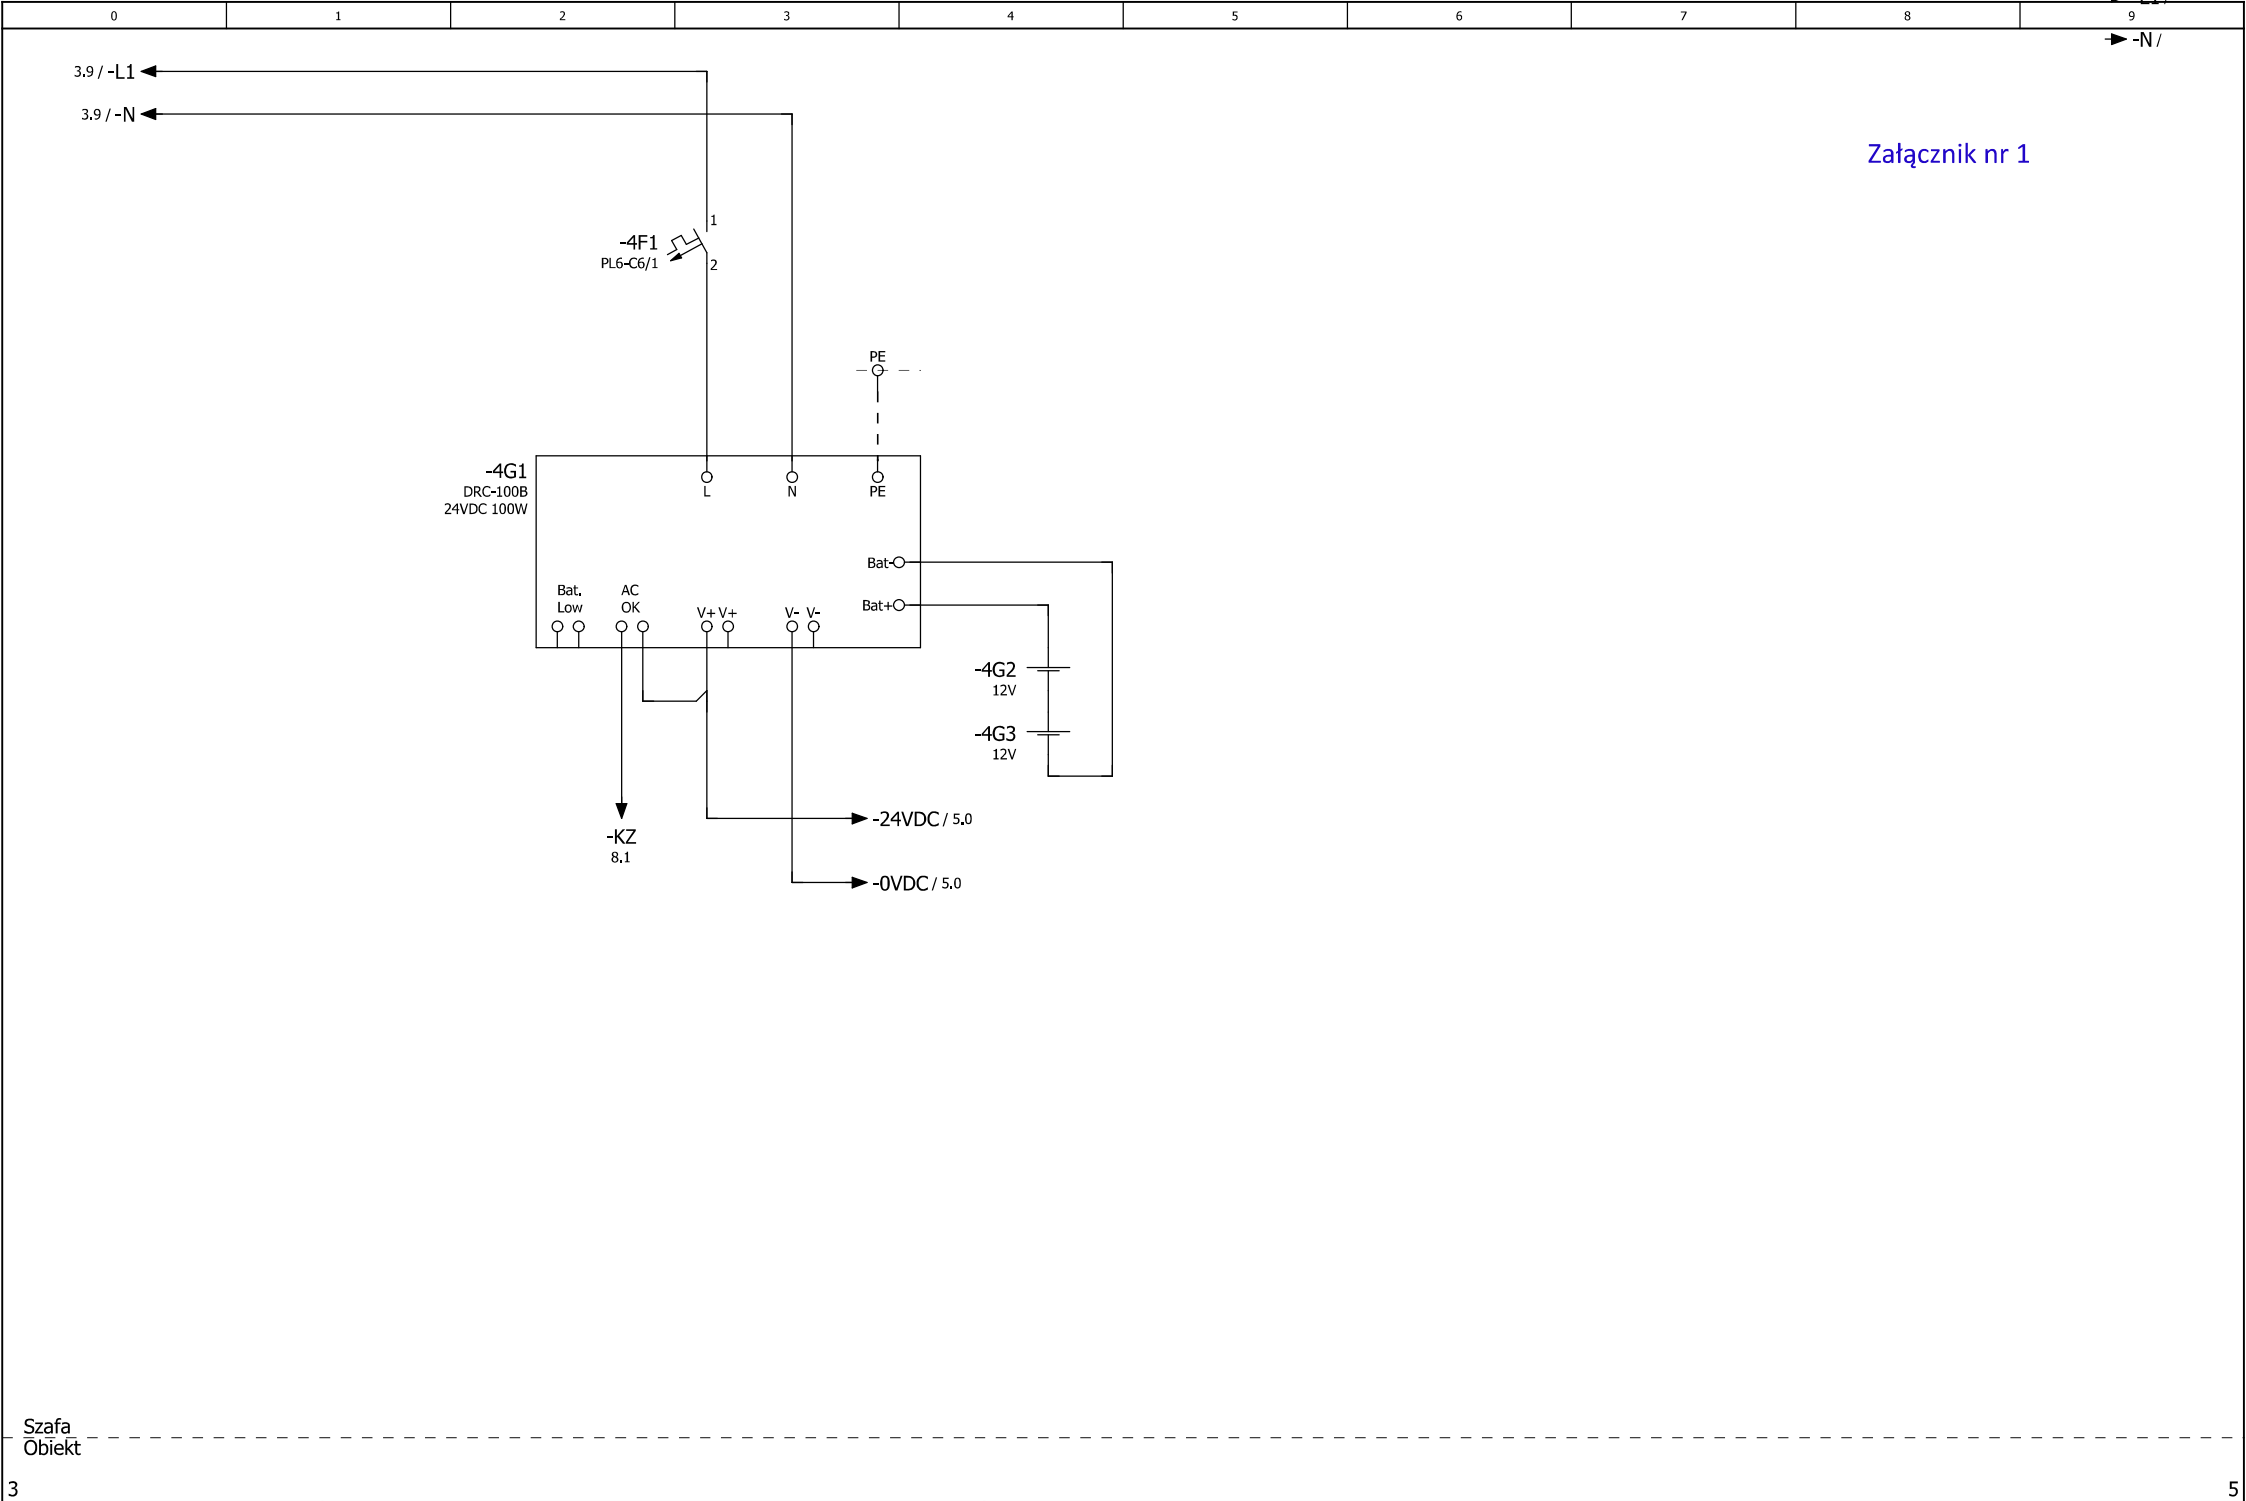 0 1 2 3 4 5 6 7 8 9
-N /
3.9 / -L1
3.9 / -N
Załącznik nr 1
1
-4F1
PL6-C6/1
2
PE
-4G1
DRC-100B
24VDC 100W
L N PE
Bat-
Bat. AC
Low OK
Bat+
V+ V+ V- V-
-4G2
12V
-4G3
12V
-24VDC / 5.0
-KZ
8.1
-0VDC / 5.0
Szafa
Obiekt
3 5